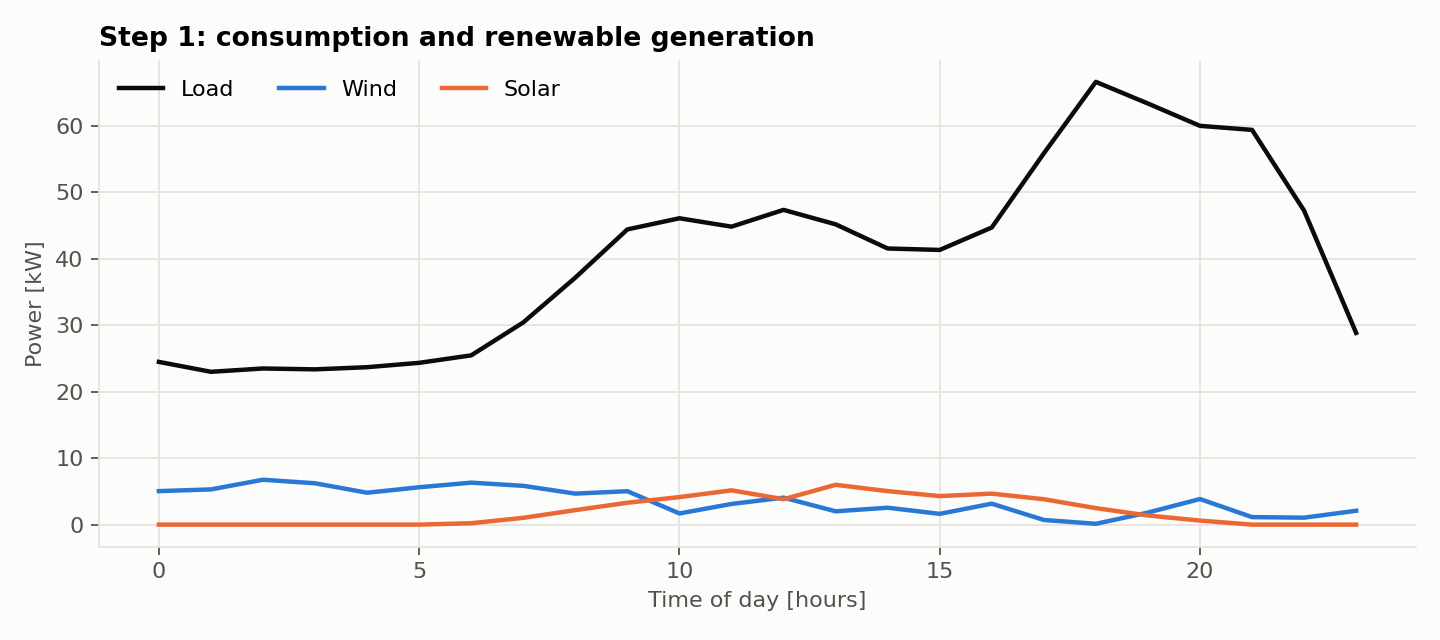 Step 1: consumption and renewable generation
Load Wind Solar
Power [kW]
60
50
40
30
20
10
0
0 5 10 15 20
Time of day [hours]